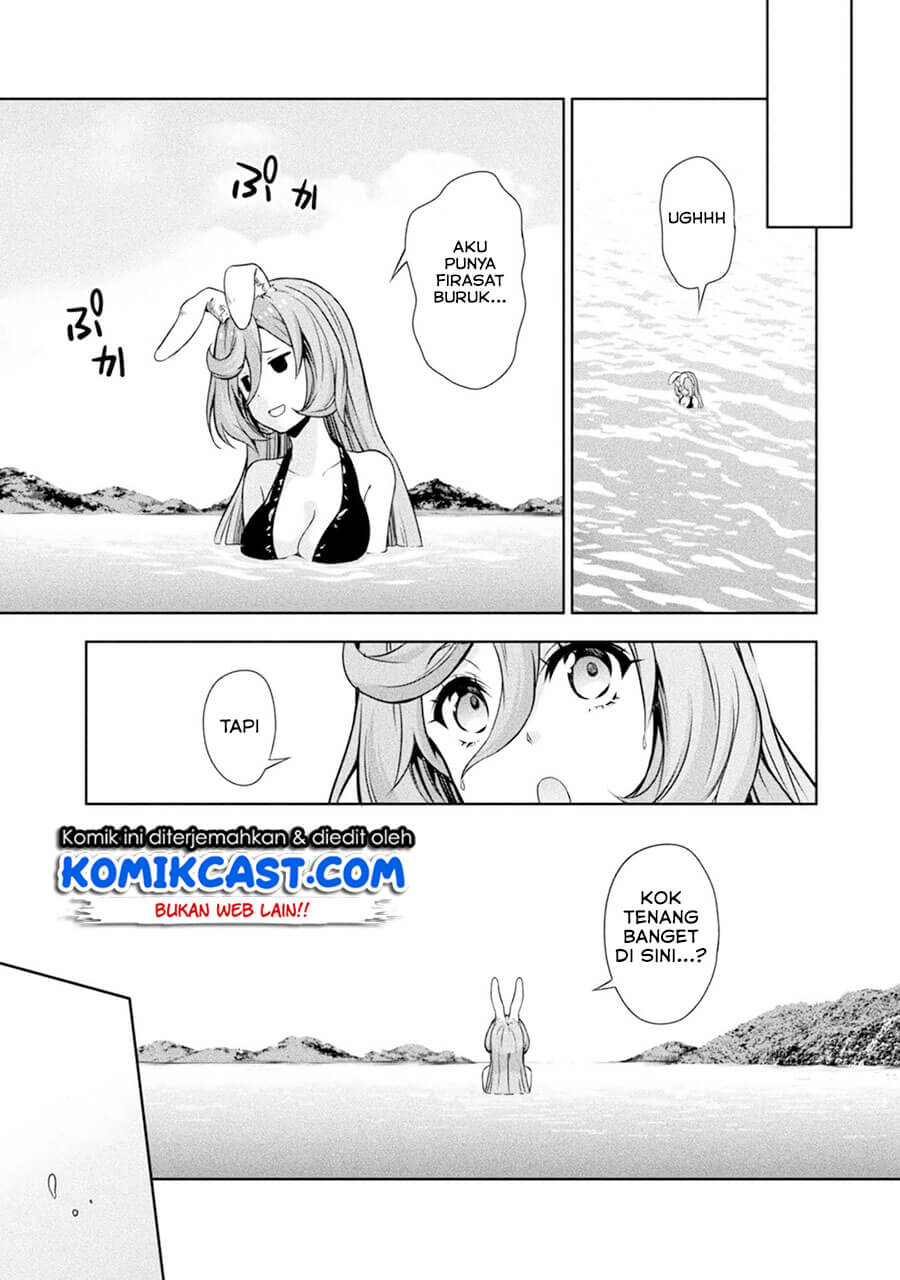 UGHHH
AKU
PUNYA
FIRASAT
BURUK...
ぷか
ぷか
TAPI
Komik ini diterjemahkan & diedit oleh
KOMIKCAST.COM
BUKAN WEB LAIN!!
KOK
TENANG
BANGET
DI SINI...?